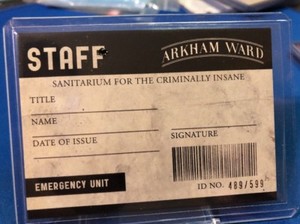 STAFF
ARKHAM WARD
SANITARIUM FOR THE CRIMINALLY INSANE
TITLE
NAME
DATE OF ISSUE
SIGNATURE
EMERGENCY UNIT
ID NO. 489/599